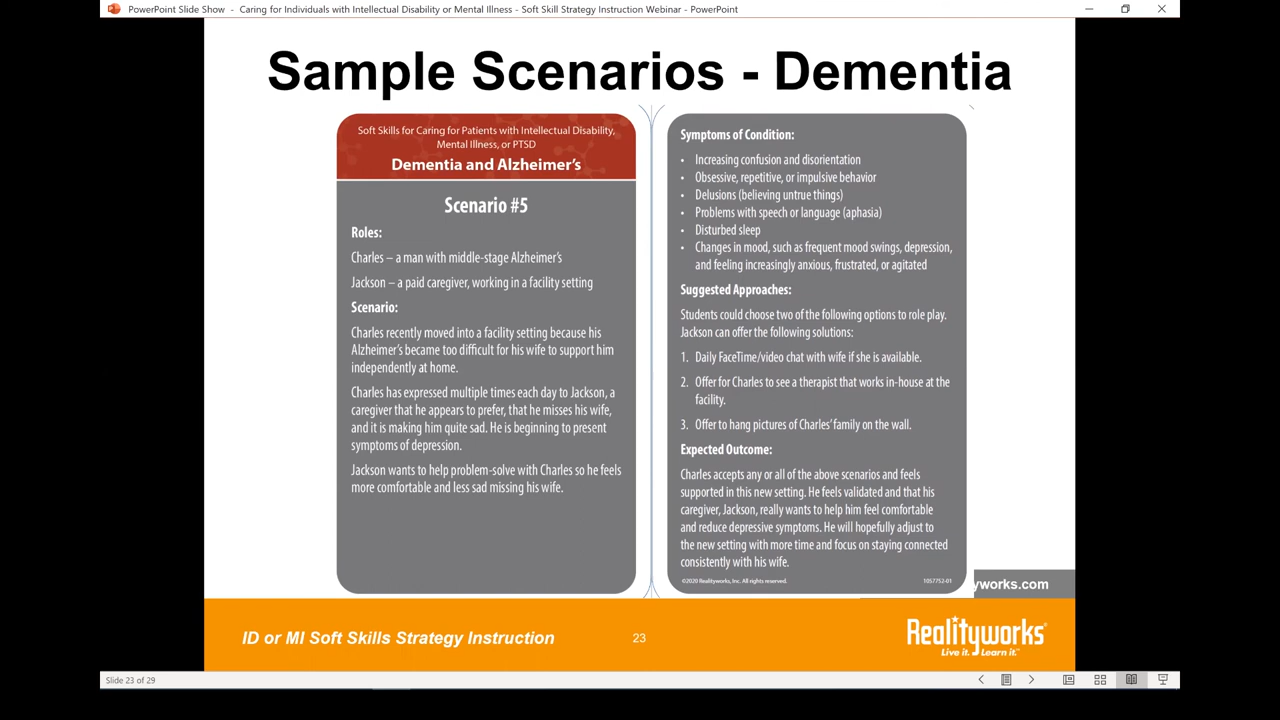 PowerPoint Slide Show - Caring for Individuals with Intellectual Disability or Mental Illness - Soft Skill Strategy Instruction Webinar - PowerPoint
Sample Scenarios - Dementia
Soft Skills for Caring for Patients with Intellectual Disability,
Mental Illness, or PTSD
Dementia and Alzheimer's
Scenario #5
Roles:
Charles – a man with middle-stage Alzheimer's
Jackson – a paid caregiver, working in a facility setting
Scenario:
Charles recently moved into a facility setting because his
Alzheimer's became too difficult for his wife to support him
independently at home.
Charles has expressed multiple times each day to Jackson, a
caregiver that he appears to prefer, that he misses his wife,
and it is making him quite sad. He is beginning to present
symptoms of depression.
Jackson wants to help problem-solve with Charles so he feels
more comfortable and less sad missing his wife.
Symptoms of Condition:
• Increasing confusion and disorientation
• Obsessive, repetitive, or impulsive behavior
• Delusions (believing untrue things)
• Problems with speech or language (aphasia)
• Disturbed sleep
• Changes in mood, such as frequent mood swings, depression,
and feeling increasingly anxious, frustrated, or agitated
Suggested Approaches:
Students could choose two of the following options to role play.
Jackson can offer the following solutions:
1. Daily FaceTime/video chat with wife if she is available.
2. Offer for Charles to see a therapist that works in-house at the
facility.
3. Offer to hang pictures of Charles' family on the wall.
Expected Outcome:
Charles accepts any or all of the above scenarios and feels
supported in this new setting. He feels validated and that his
caregiver, Jackson, really wants to help him feel comfortable
and reduce depressive symptoms. He will hopefully adjust to
the new setting with more time and focus on staying connected
consistently with his wife.
©2020 Realityworks, Inc. All rights reserved.
1057752-01
yworks.com
ID or MI Soft Skills Strategy Instruction
23
Realityworks®
Live it. Learn it.™
Slide 23 of 29